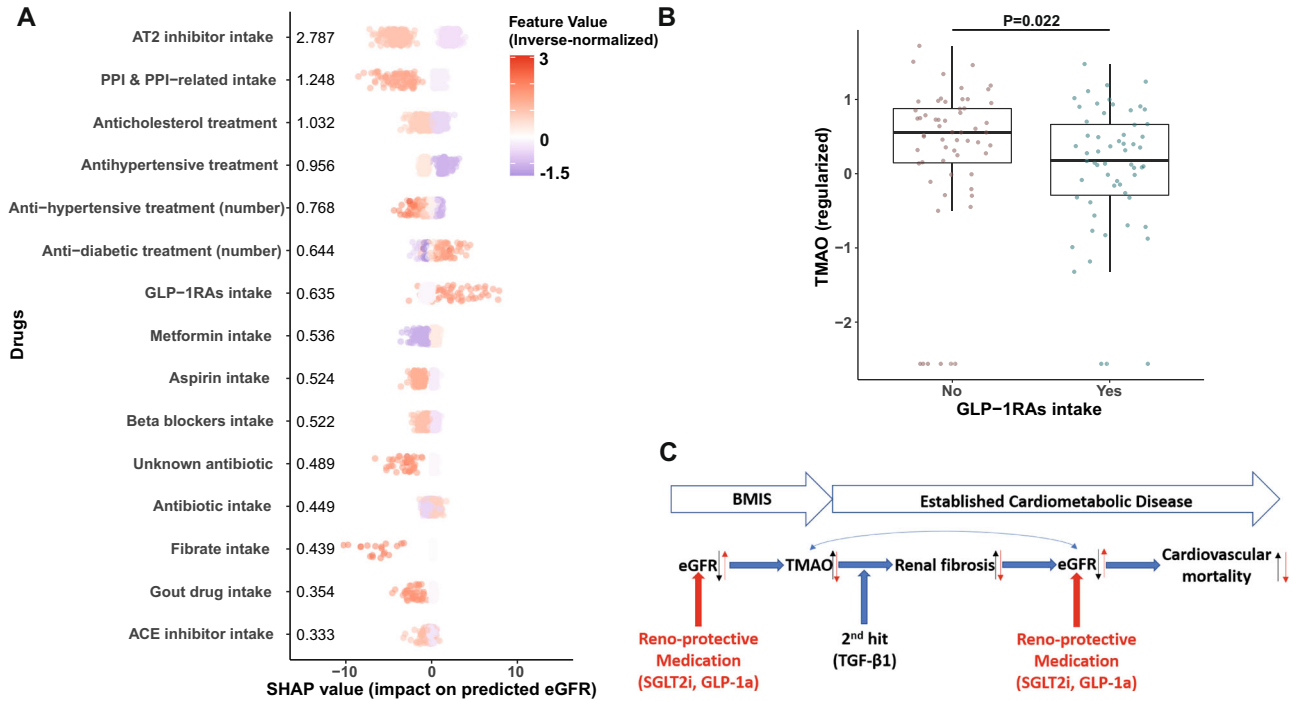 A
Feature Value
(Inverse-normalized)
3
0
-1.5
Drugs
AT2 inhibitor intake 2.787
PPI & PPI−related intake 1.248
Anticholesterol treatment 1.032
Antihypertensive treatment 0.956
Anti−hypertensive treatment (number) 0.768
Anti−diabetic treatment (number) 0.644
GLP−1RAs intake 0.635
Metformin intake 0.536
Aspirin intake 0.524
Beta blockers intake 0.522
Unknown antibiotic 0.489
Antibiotic intake 0.449
Fibrate intake 0.439
Gout drug intake 0.354
ACE inhibitor intake 0.333
−10 0 10
SHAP value (impact on predicted eGFR)
B
P=0.022
TMAO (regularized)
1
0
−1
−2
No Yes
GLP−1RAs intake
C
BMIS
Established Cardiometabolic Disease
eGFR TMAO Renal fibrosis eGFR Cardiovascular
mortality
Reno-protective
Medication
(SGLT2i, GLP-1a)
2nd hit
(TGF-β1)
Reno-protective
Medication
(SGLT2i, GLP-1a)